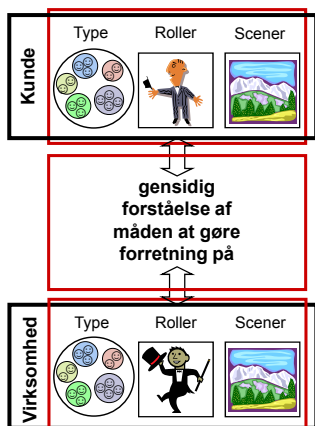 Kunde
Type Roller Scener
gensidig
forståelse af
måden at gøre
forretning på
Virksomhed
Type Roller Scener